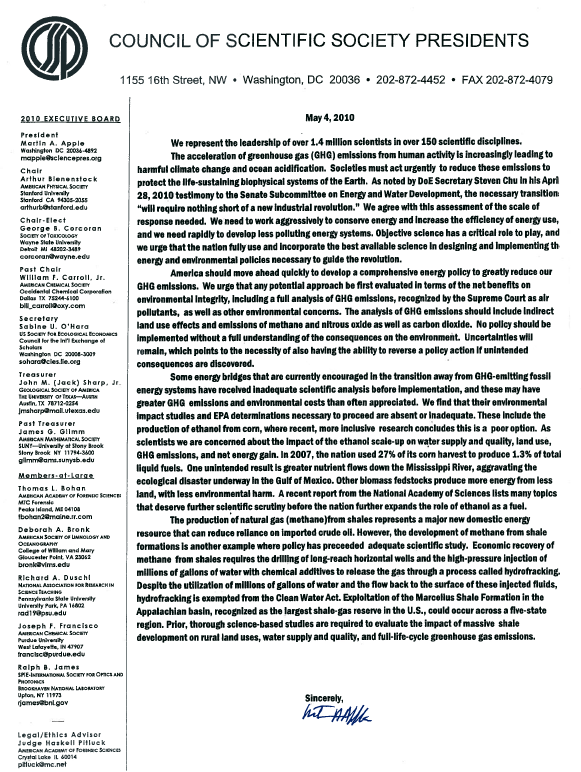 CSSP
COUNCIL OF SCIENTIFIC SOCIETY PRESIDENTS
1155 16th Street, NW • Washington, DC 20036 • 202-872-4452 • FAX 202-872-4079
2010 EXECUTIVE BOARD
President
Martin A. Apple
Washington DC 20036-4892
mapple@sciencepres.org
Chair
Arthur Bienenstock
AMERICAN PHYSICAL SOCIETY
Stanford University
Stanford CA 94305-2055
arthurb@stanford.edu
Chair-Elect
George B. Corcoran
SOCIETY OF TOXICOLOGY
Wayne State University
Detroit MI 48202-3489
corcoran@wayne.edu
Past Chair
William F. Carroll, Jr.
AMERICAN CHEMICAL SOCIETY
Occidental Chemical Corporation
Dallas TX 75244-6100
bill_carroll@oxy.com
Secretary
Sabine U. O'Hara
US SOCIETY FOR ECOLOGICAL ECONOMICS
Council for the Int'l Exchange of
Scholars
Washington DC 20008-3009
sohara@cies.iie.org
Treasurer
John M. (Jack) Sharp, Jr.
GEOLOGICAL SOCIETY OF AMERICA
THE UNIVERSITY OF TEXAS—AUSTIN
Austin, TX 78712-0254
jmsharp@mail.utexas.edu
Past Treasurer
James G. Glimm
AMERICAN MATHEMATICAL SOCIETY
SUNY—University at Stony Brook
Stony Brook NY 11794-3600
glimm@ams.sunysb.edu
Members-at-Large
Thomas L. Bohan
AMERICAN ACADEMY OF FORENSIC SCIENCES
MTC Forensic
Peaks Island, ME 04108
tbohan2@maine.rr.com
Deborah A. Bronk
AMERICAN SOCIETY OF LIMNOLOGY AND
OCEANOGRAPHY
College of William and Mary
Gloucester Point, VA 23062
bronk@vims.edu
Richard A. Duschl
NATIONAL ASSOCIATION FOR RESEARCH IN
SCIENCE TEACHING
Pennsylvania State University
University Park, PA 16802
rad19@psu.edu
Joseph F. Francisco
AMERICAN CHEMICAL SOCIETY
Purdue University
West Lafayette, IN 47907
francisc@purdue.edu
Ralph B. James
SPIE-INTERNATIONAL SOCIETY FOR OPTICS AND
PHOTONICS
BROOKHAVEN NATIONAL LABORATORY
Upton, NY 11973
rjames@bnl.gov
Legal/Ethics Advisor
Judge Haskell Pitluck
AMERICAN ACADEMY OF FORENSIC SCIENCES
Crystal Lake IL 60014
pitluck@mc.net
May 4, 2010
We represent the leadership of over 1.4 million scientists in over 150 scientific disciplines.
The acceleration of greenhouse gas (GHG) emissions from human activity is increasingly leading to
harmful climate change and ocean acidification. Societies must act urgently to reduce these emissions to
protect the life-sustaining biophysical systems of the Earth. As noted by DoE Secretary Steven Chu in his April
28, 2010 testimony to the Senate Subcommittee on Energy and Water Development, the necessary transition
"will require nothing short of a new industrial revolution." We agree with this assessment of the scale of
response needed. We need to work aggressively to conserve energy and increase the efficiency of energy use,
and we need rapidly to develop less polluting energy systems. Objective science has a critical role to play, and
we urge that the nation fully use and incorporate the best available science in designing and implementing th
energy and environmental policies necessary to guide the revolution.
America should move ahead quickly to develop a comprehensive energy policy to greatly reduce our
GHG emissions. We urge that any potential approach be first evaluated in terms of the net benefits on
environmental integrity, including a full analysis of GHG emissions, recognized by the Supreme Court as air
pollutants, as well as other environmental concerns. The analysis of GHG emissions should include indirect
land use effects and emissions of methane and nitrous oxide as well as carbon dioxide. No policy should be
implemented without a full understanding of the consequences on the environment. Uncertainties will
remain, which points to the necessity of also having the ability to reverse a policy action if unintended
consequences are discovered.
Some energy bridges that are currently encouraged in the transition away from GHG-emitting fossil
energy systems have received inadequate scientific analysis before implementation, and these may have
greater GHG emissions and environmental costs than often appreciated. We find that their environmental
impact studies and EPA determinations necessary to proceed are absent or inadequate. These include the
production of ethanol from corn, where recent, more inclusive research concludes this is a poor option. As
scientists we are concerned about the impact of the ethanol scale-up on water supply and quality, land use,
GHG emissions, and net energy gain. In 2007, the nation used 27% of its corn harvest to produce 1.3% of total
liquid fuels. One unintended result is greater nutrient flows down the Mississippi River, aggravating the
ecological disaster underway in the Gulf of Mexico. Other biomass feedstocks produce more energy from less
land, with less environmental harm. A recent report from the National Academy of Sciences lists many topics
that deserve further scientific scrutiny before the nation further expands the role of ethanol as a fuel.
The production of natural gas (methane)from shales represents a major new domestic energy
resource that can reduce reliance on imported crude oil. However, the development of methane from shale
formations is another example where policy has preceeded adequate scientific study. Economic recovery of
methane from shales requires the drilling of long-reach horizontal wells and the high-pressure injection of
millions of gallons of water with chemical additives to release the gas through a process called hydrofracking.
Despite the utilization of millions of gallons of water and the flow back to the surface of these injected fluids,
hydrofracking is exempted from the Clean Water Act. Exploitation of the Marcellus Shale Formation in the
Appalachian basin, recognized as the largest shale-gas reserve in the U.S., could occur across a five-state
region. Prior, thorough science-based studies are required to evaluate the impact of massive shale
development on rural land uses, water supply and quality, and full-life-cycle greenhouse gas emissions.
Sincerely,